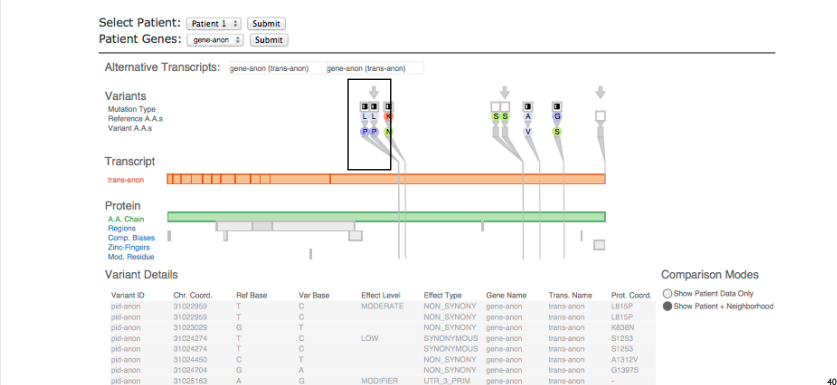 Select Patient: Patient 1 Submit
Patient Genes: gene-anon Submit
Alternative Transcripts: gene-anon (trans-anon) gene-anon (trans-anon)
Variants
Mutation Type
Reference A.A.s L L K S S A G
Variant A.A.s P P N V S
Transcript
trans-anon
Protein
A.A. Chain
Regions
Comp. Biases
Zinc-Fingers
Mod. Residue
Variant Details Comparison Modes
Variant ID Chr. Coord. Ref Base Var Base Effect Level Effect Type Gene Name Trans. Name Prot. Coord.
pid-anon 31022959 T C MODERATE NON_SYNONY gene-anon trans-anon L815P Show Patient Data Only
pid-anon 31022959 T C NON_SYNONY gene-anon trans-anon L815P Show Patient + Neighborhood
pid-anon 31023029 G T NON_SYNONY gene-anon trans-anon K838N
pid-anon 31024274 T C LOW SYNONYMOUS gene-anon trans-anon S1253
pid-anon 31024274 T C SYNONYMOUS gene-anon trans-anon S1253
pid-anon 31024450 C T NON_SYNONY gene-anon trans-anon A1312V
pid-anon 31024704 G A NON_SYNONY gene-anon trans-anon G1397S
pid-anon 31025163 A G MODIFIER UTR_3_PRIM gene-anon trans-anon -
40